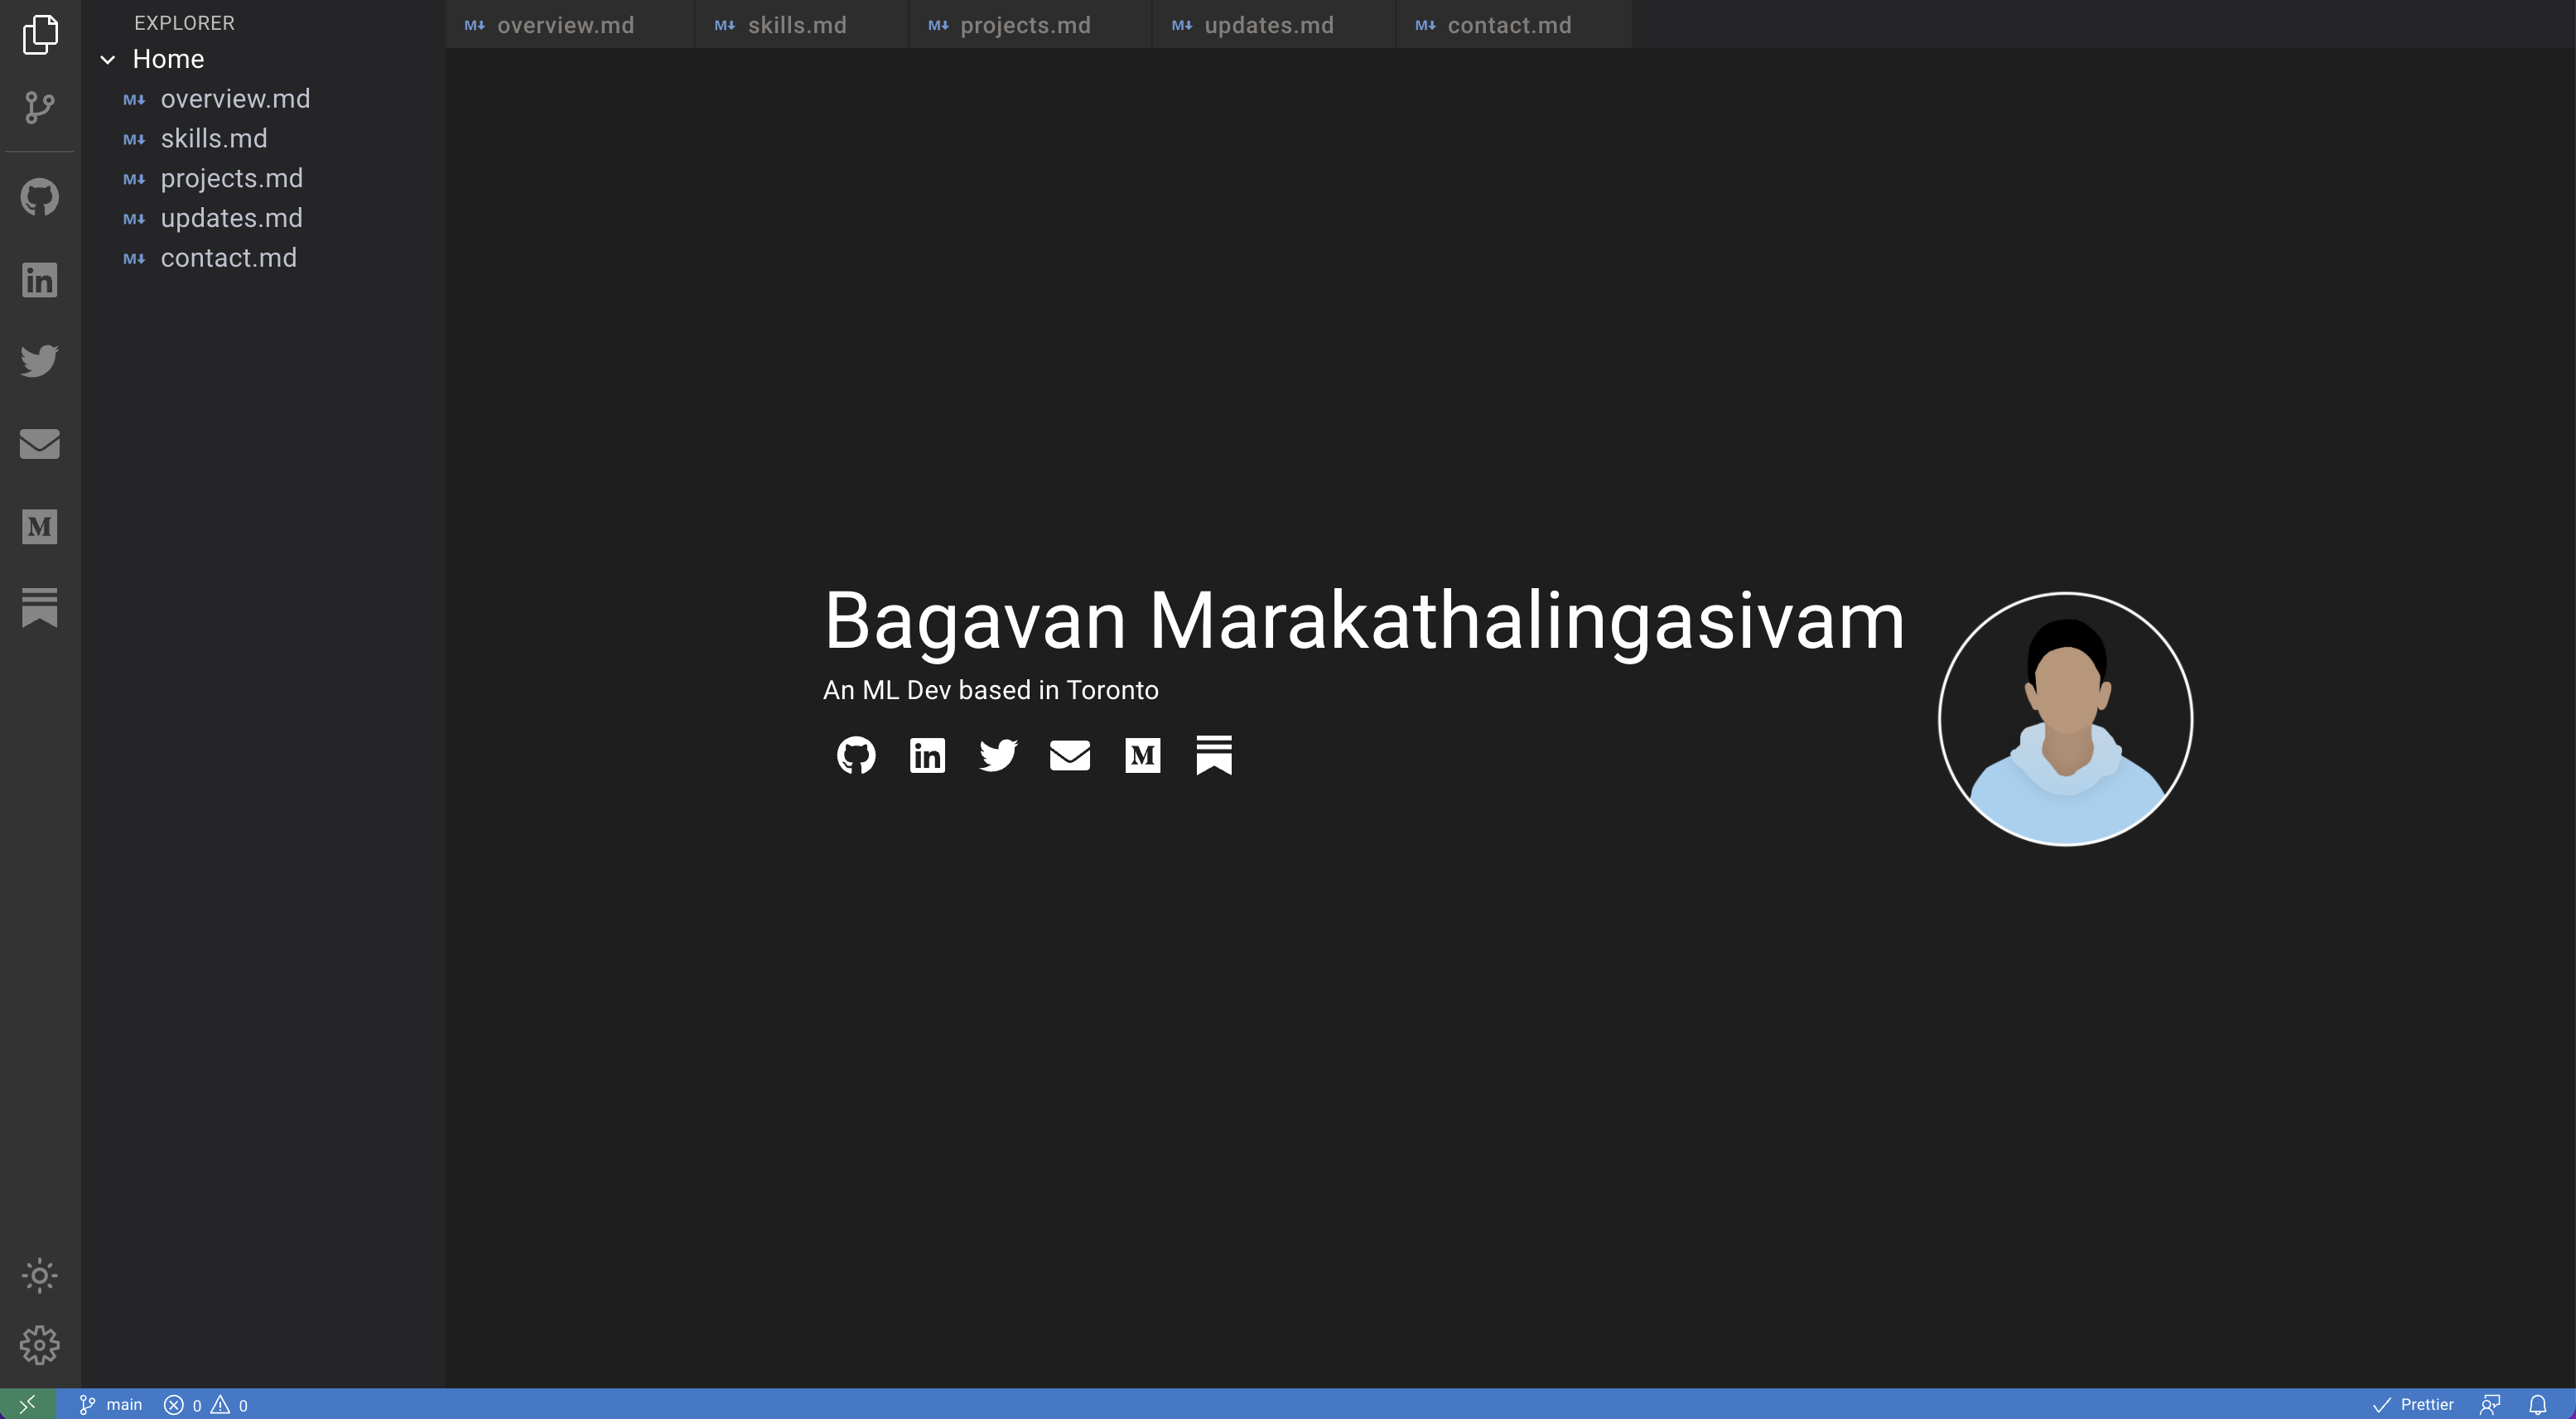 EXPLORER
Home
overview.md
skills.md
projects.md
updates.md
contact.md
overview.md
skills.md
projects.md
updates.md
contact.md
Bagavan Marakathalingasivam
An ML Dev based in Toronto
main
0
0
Prettier